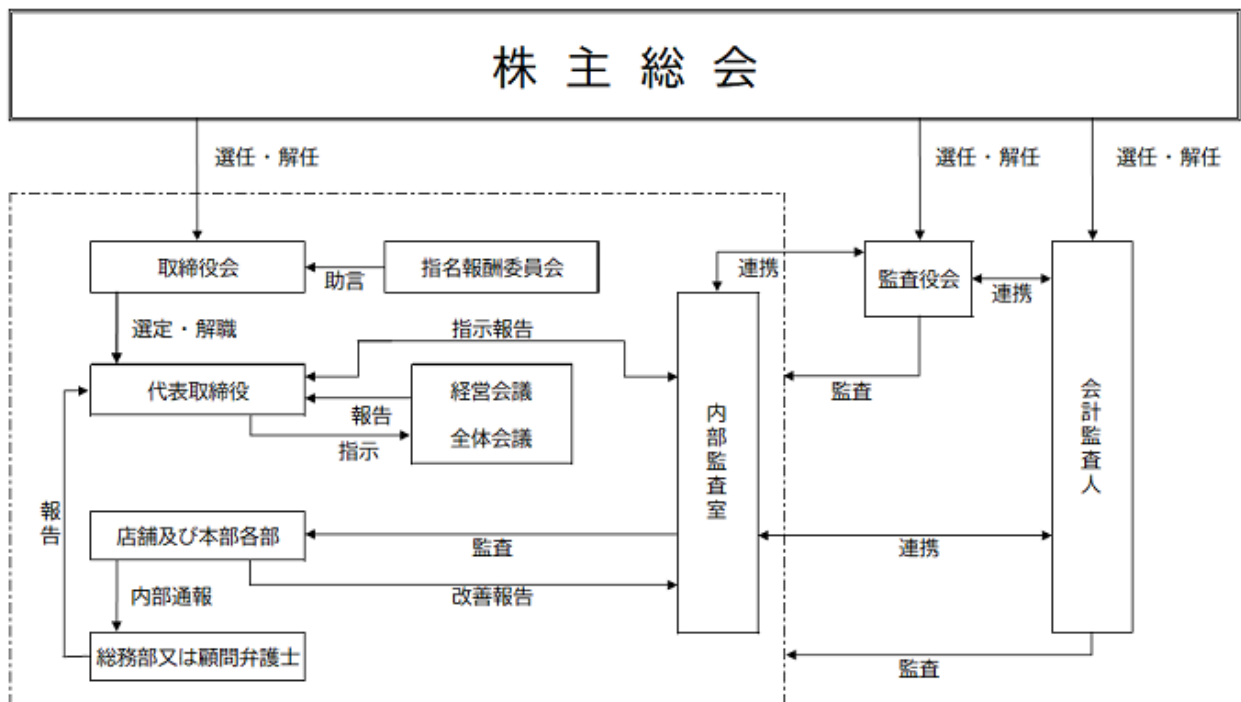 株主総会
選任・解任
選任・解任
選任・解任
取締役会
助言
指名報酬委員会
連携
監査役会
連携
選定・解職
指示報告
監査
代表取締役
報告
指示
経営会議
全体会議
内部監査室
会計監査人
報告
店舗及び本部各部
監査
連携
内部通報
改善報告
総務部又は顧問弁護士
監査